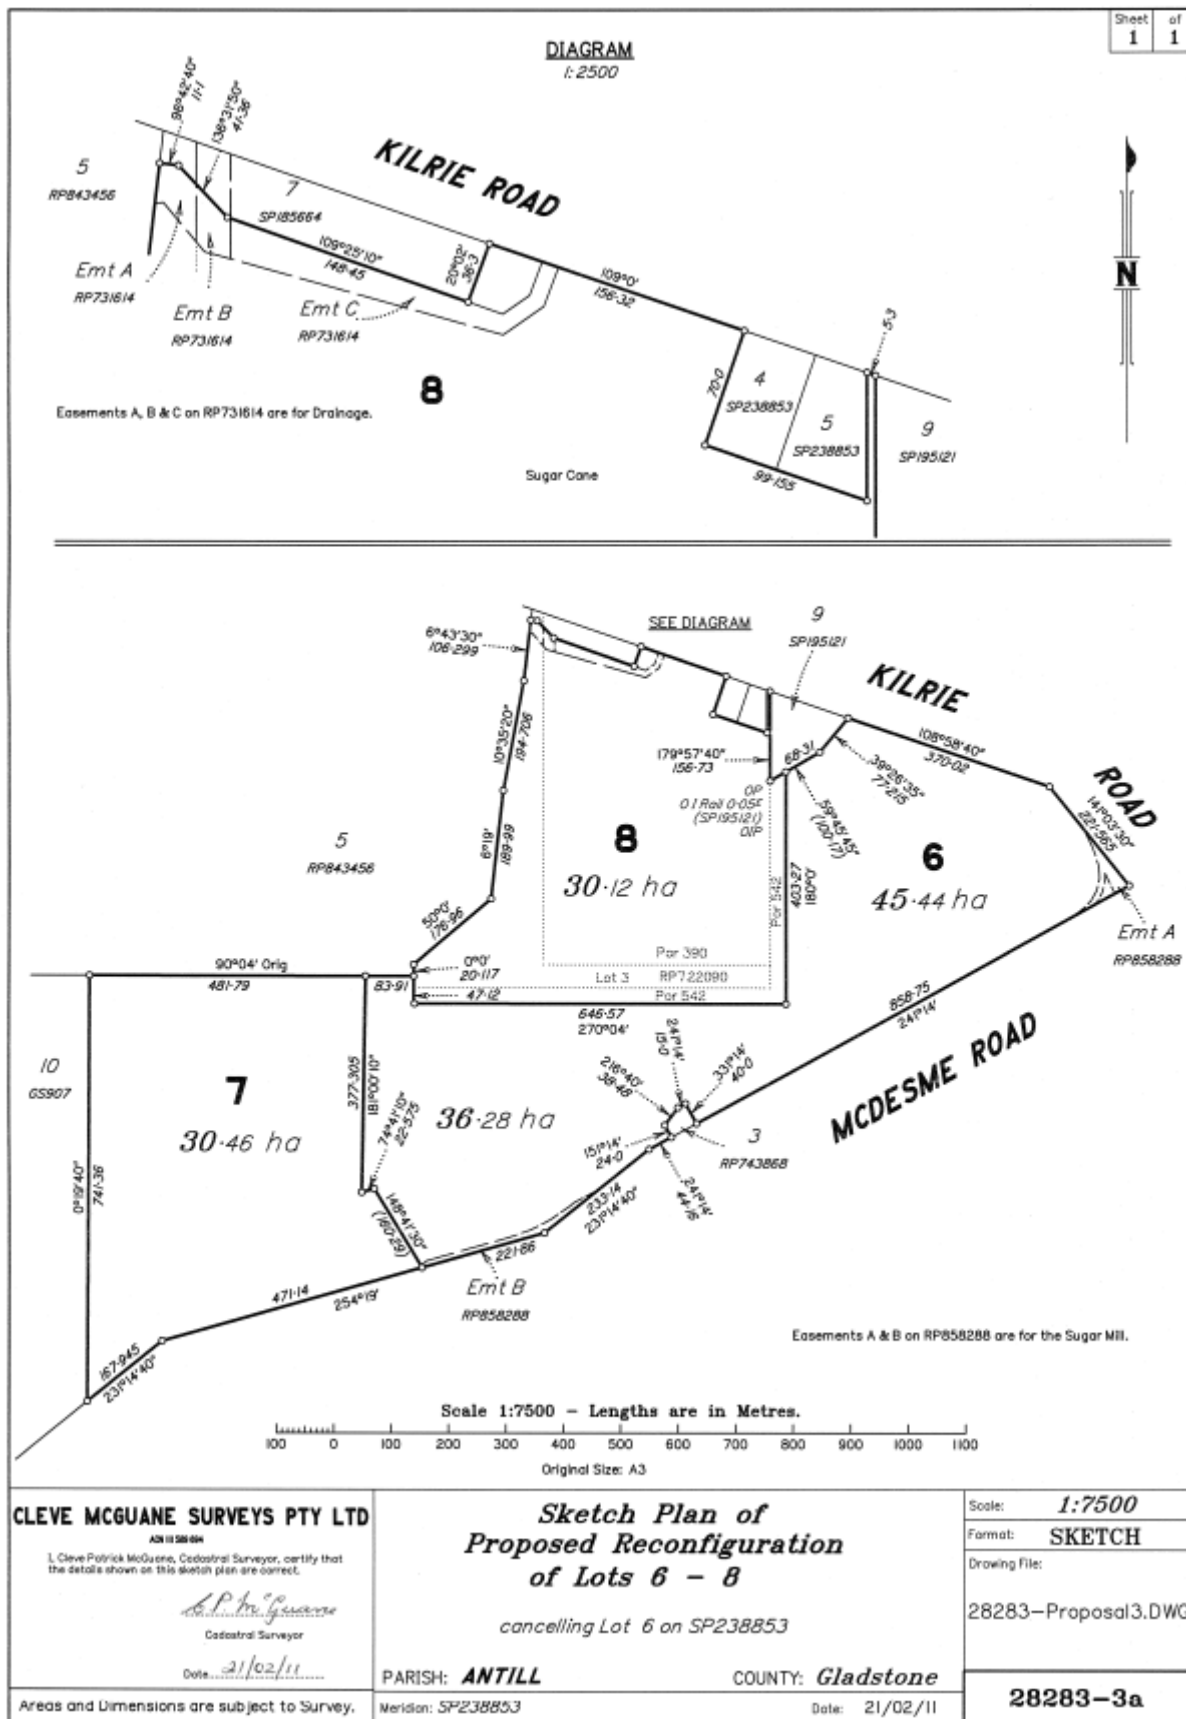 Sheet of
1 1
DIAGRAM
1:2500
98°42'40"
11·1
138°31'50"
41·36
KILRIE ROAD
5
RP843456
7
SP185664
109°25'10"
148·45
20°02'
36·3
109°0'
156·32
5·3
Emt A
RP731614
Emt B
RP731614
Emt C
RP731614
8
70·0
4
SP238853
5
SP238853
9
SP195121
99·155
N
Easements A, B & C on RP731614 are for Drainage.
Sugar Cane
SEE DIAGRAM
9
SP195121
6°43'30"
106·299
KILRIE
ROAD
10°35'20"
194·706
179°57'40"
156·73
68·31
39°26'35"
77·215
108°58'40"
370·02
141°03'30"
221·565
OP
O I Rail 0·05E
(SP195121)
OIP
59°45'45"
(100·17)
5
RP843456
6°19'
189·99
8
30·12 ha
6
45·44 ha
Por 542
403·27
180°0'
Emt A
RP858288
50°0'
176·96
90°04' Orig
481·79
83·91
0°0'
20·117
47·12
Por 390
Lot 3 RP722090
Por 542
646·57
270°04'
858·75
241°14'
MCDESME ROAD
10
GS907
7
30·46 ha
377·305
181°00'10"
74°41'10"
22·575
36·28 ha
241°14'
15·0
216°40'
38·48
331°14'
40·0
151°14'
24·0
3
RP743868
241°14'
44·16
0°19'40"
741·36
148°41'30"
(160·29)
233·14
231°14'40"
221·86
Emt B
RP858288
471·14
254°19'
167·945
231°14'40"
Easements A & B on RP858288 are for the Sugar Mill.
Scale 1:7500 - Lengths are in Metres.
100 0 100 200 300 400 500 600 700 800 900 1000 1100
Original Size: A3
CLEVE MCGUANE SURVEYS PTY LTD
I, Cleve Patrick McGuane, Cadastral Surveyor, certify that
the details shown on this sketch plan are correct.
C.P. McGuane
Cadastral Surveyor
Date 21/02/11
Areas and Dimensions are subject to Survey.
Sketch Plan of
Proposed Reconfiguration
of Lots 6 - 8
cancelling Lot 6 on SP238853
PARISH: ANTILL COUNTY: Gladstone
Meridian: SP238853 Date: 21/02/11
Scale: 1:7500
Format: SKETCH
Drawing File:
28283-Proposal3.DWG
28283-3a